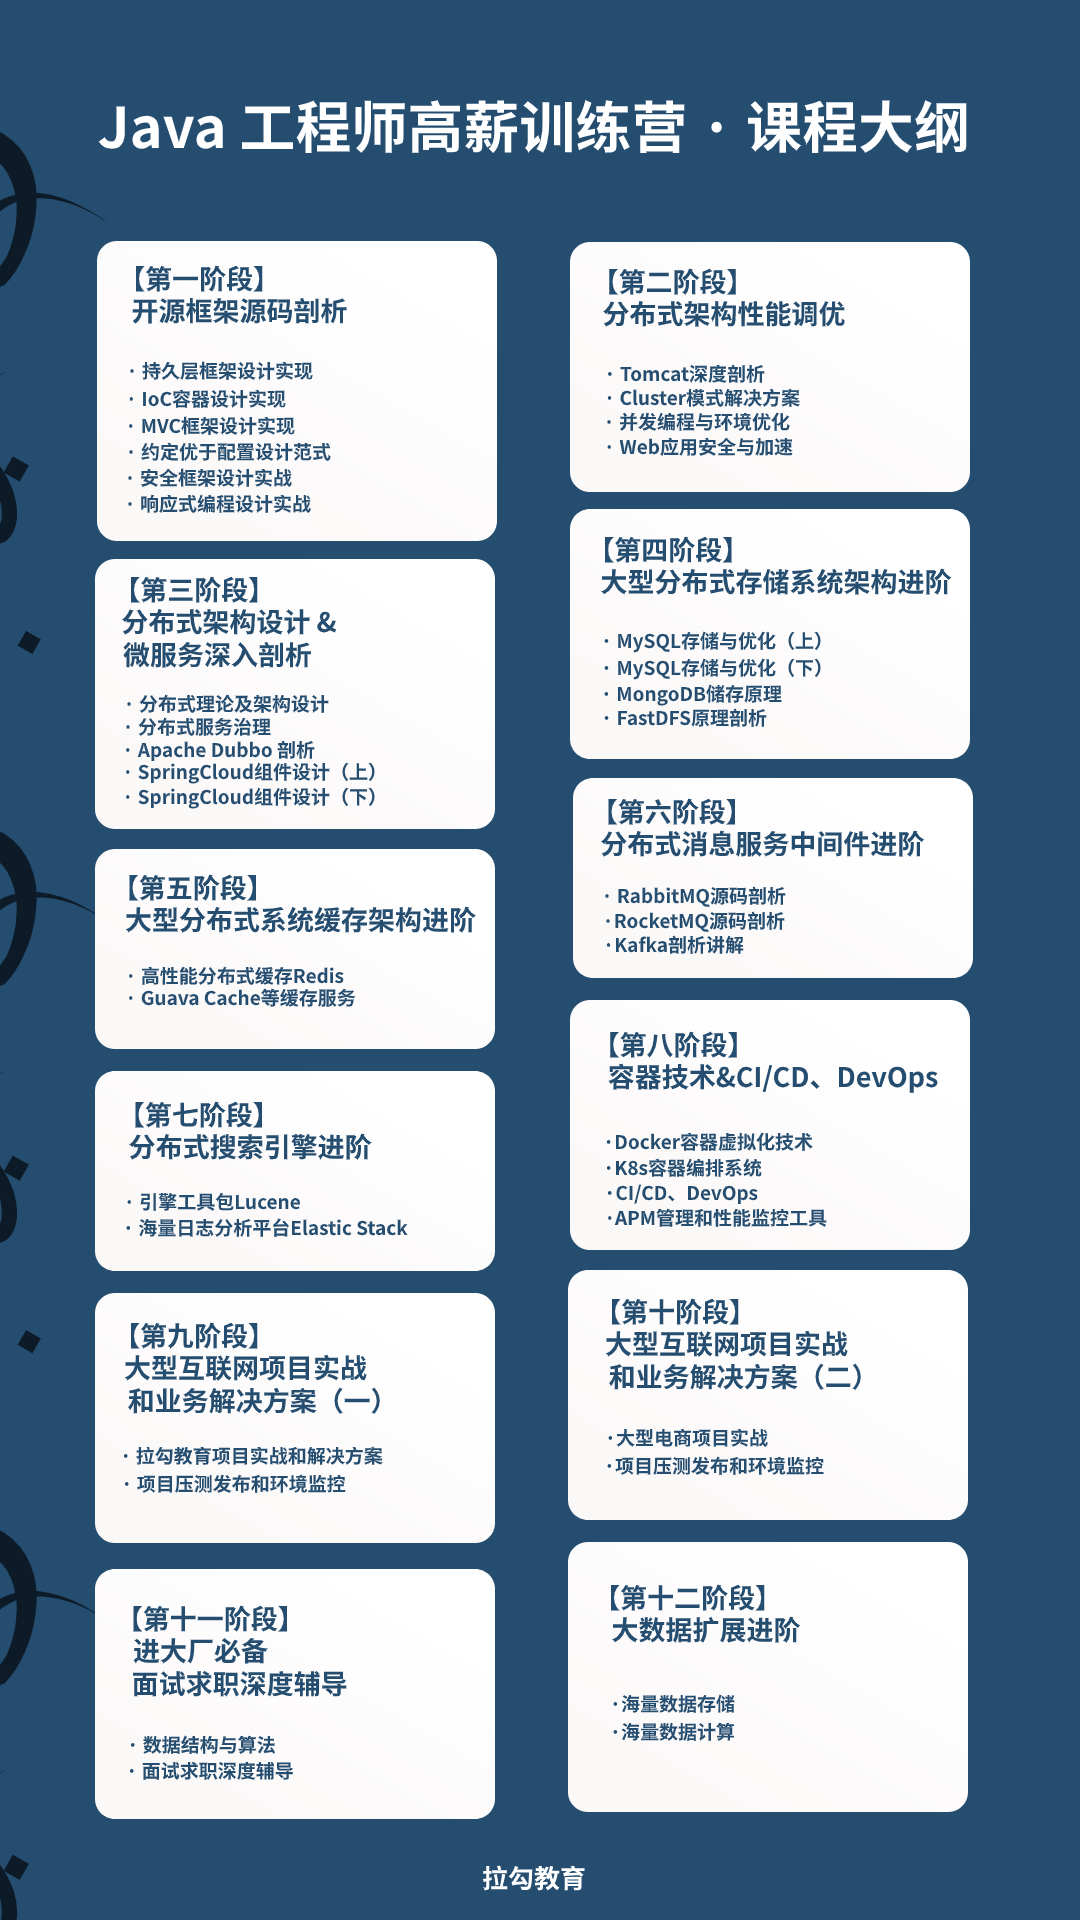 Java 工程师高薪训练营 · 课程大纲
【第一阶段】
开源框架源码剖析
· 持久层框架设计实现
· IoC容器设计实现
· MVC框架设计实现
· 约定优于配置设计范式
· 安全框架设计实战
· 响应式编程设计实战
【第二阶段】
分布式架构性能调优
· Tomcat深度剖析
· Cluster模式解决方案
· 并发编程与环境优化
· Web应用安全与加速
【第三阶段】
分布式架构设计 &
微服务深入剖析
· 分布式理论及架构设计
· 分布式服务治理
· Apache Dubbo 剖析
· SpringCloud组件设计（上）
· SpringCloud组件设计（下）
【第四阶段】
大型分布式存储系统架构进阶
· MySQL存储与优化（上）
· MySQL存储与优化（下）
· MongoDB储存原理
· FastDFS原理剖析
【第五阶段】
大型分布式系统缓存架构进阶
· 高性能分布式缓存Redis
· Guava Cache等缓存服务
【第六阶段】
分布式消息服务中间件进阶
· RabbitMQ源码剖析
·RocketMQ源码剖析
·Kafka剖析讲解
【第七阶段】
分布式搜索引擎进阶
· 引擎工具包Lucene
· 海量日志分析平台Elastic Stack
【第八阶段】
容器技术&CI/CD、DevOps
·Docker容器虚拟化技术
·K8s容器编排系统
·CI/CD、DevOps
·APM管理和性能监控工具
【第九阶段】
大型互联网项目实战
和业务解决方案（一）
· 拉勾教育项目实战和解决方案
· 项目压测发布和环境监控
【第十阶段】
大型互联网项目实战
和业务解决方案（二）
·大型电商项目实战
·项目压测发布和环境监控
【第十一阶段】
进大厂必备
面试求职深度辅导
· 数据结构与算法
· 面试求职深度辅导
【第十二阶段】
大数据扩展进阶
·海量数据存储
·海量数据计算
拉勾教育